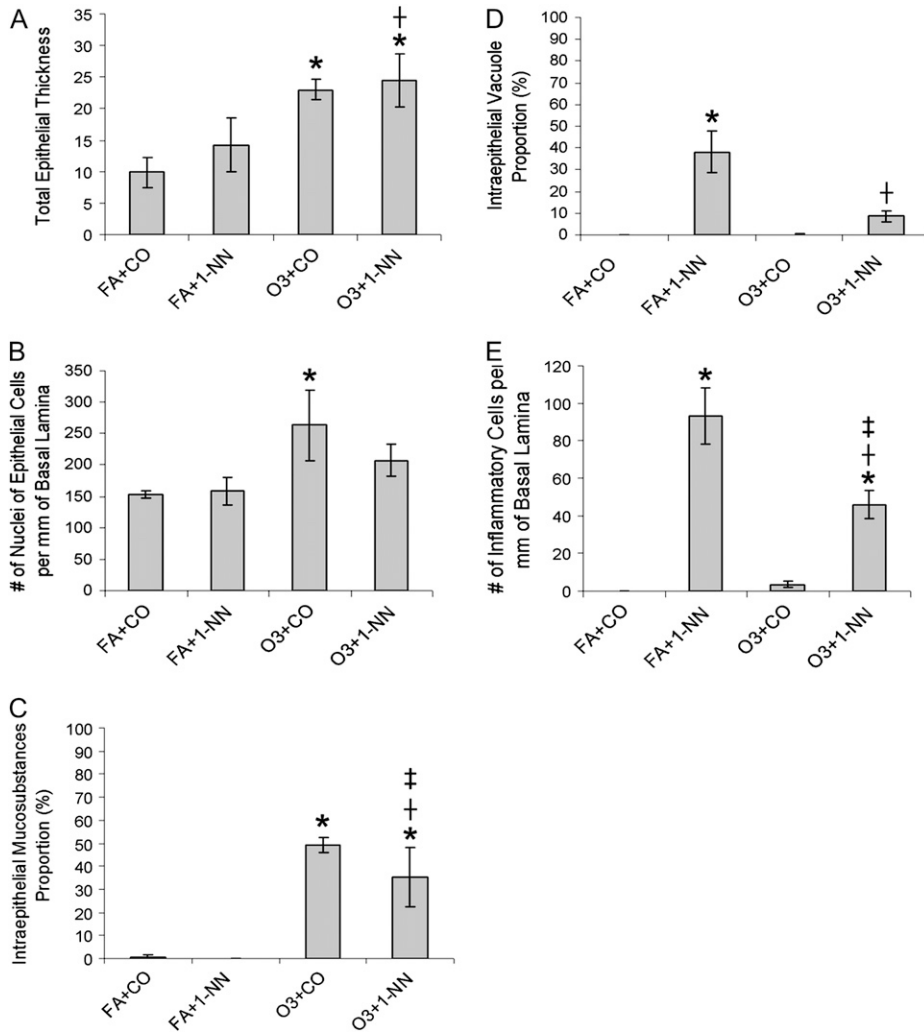 A
Total Epithelial Thickness
35
30
25
20
15
10
5
0
*
†
*
FA+CO
FA+1-NN
O3+CO
O3+1-NN
B
# of Nuclei of Epithelial Cells
per mm of Basal Lamina
350
300
250
200
150
100
50
0
*
FA+CO
FA+1-NN
O3+CO
O3+1-NN
C
Intraepithelial Mucosubstances
Proportion (%)
100
90
80
70
60
50
40
30
20
10
0
*
‡
†
*
FA+CO
FA+1-NN
O3+CO
O3+1-NN
D
Intraepithelial Vacuole
Proportion (%)
100
90
80
70
60
50
40
30
20
10
0
*
†
FA+CO
FA+1-NN
O3+CO
O3+1-NN
E
# of Inflammatory Cells per
mm of Basal Lamina
120
100
80
60
40
20
0
*
‡
†
*
FA+CO
FA+1-NN
O3+CO
O3+1-NN